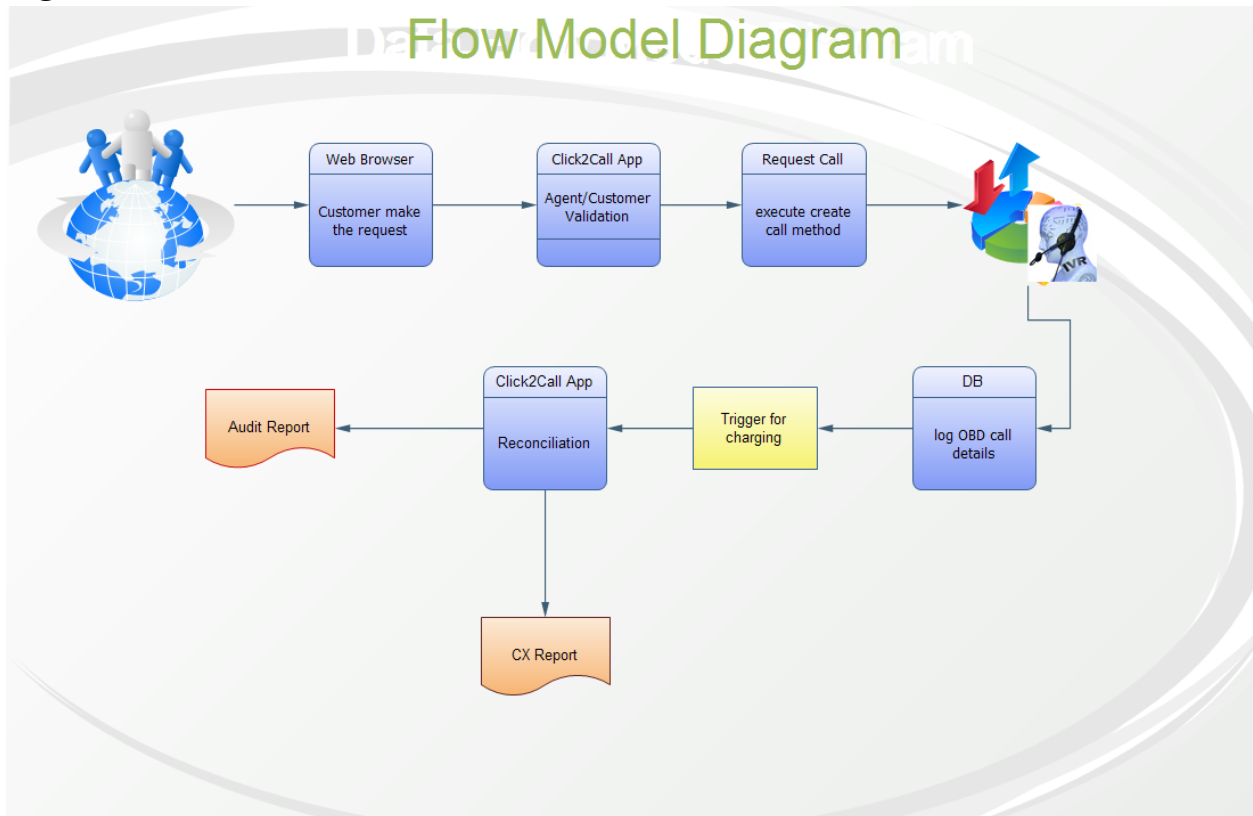 Flow Model Diagram
Web Browser
Customer make
the request
Click2Call App
Agent/Customer
Validation
Request Call
execute create
call method
IVR
Audit Report
Click2Call App
Reconciliation
Trigger for
charging
DB
log OBD call
details
CX Report